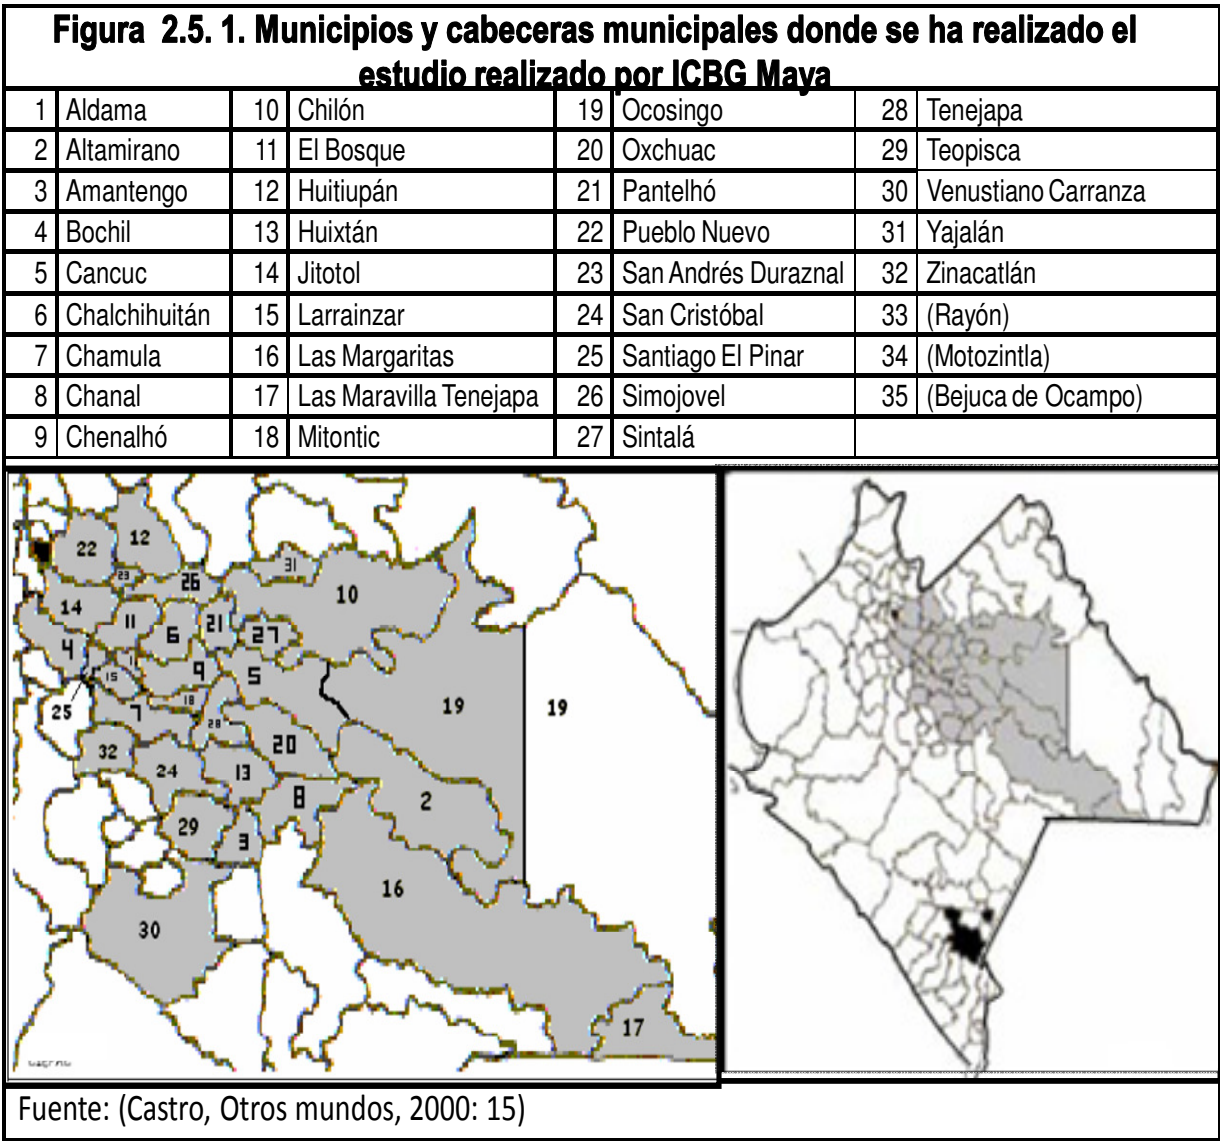 Figura 2.5. 1. Municipios y cabeceras municipales donde se ha realizado el
estudio realizado por ICBG Maya
1 Aldama 10 Chilón 19 Ocosingo 28 Tenejapa
2 Altamirano 11 El Bosque 20 Oxchuac 29 Teopisca
3 Amantengo 12 Huitiupán 21 Pantelhó 30 Venustiano Carranza
4 Bochil 13 Huixtán 22 Pueblo Nuevo 31 Yajalán
5 Cancuc 14 Jitotol 23 San Andrés Duraznal 32 Zinacatlán
6 Chalchihuitán 15 Larrainzar 24 San Cristóbal 33 (Rayón)
7 Chamula 16 Las Margaritas 25 Santiago El Pinar 34 (Motozintla)
8 Chanal 17 Las Maravilla Tenejapa 26 Simojovel 35 (Bejuca de Ocampo)
9 Chenalhó 18 Mitontic 27 Sintalá
12
22
31
23
26
10
14
11
6
21
27
4
1
15
9
5
18
25
7
28
19
19
20
32
24
13
8
2
29
3
16
30
17
Fuente: (Castro, Otros mundos, 2000: 15)